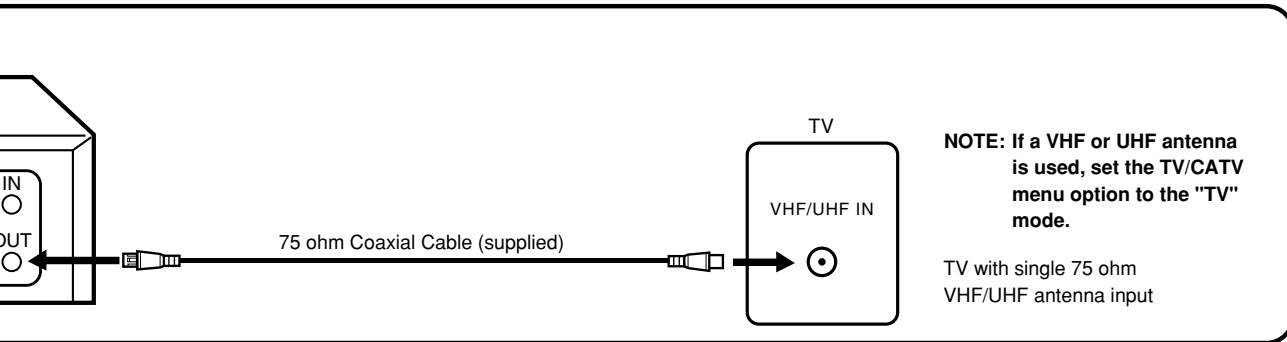 IN
OUT
75 ohm Coaxial Cable (supplied)
TV
VHF/UHF IN
NOTE: If a VHF or UHF antenna
is used, set the TV/CATV
menu option to the "TV"
mode.
TV with single 75 ohm
VHF/UHF antenna input